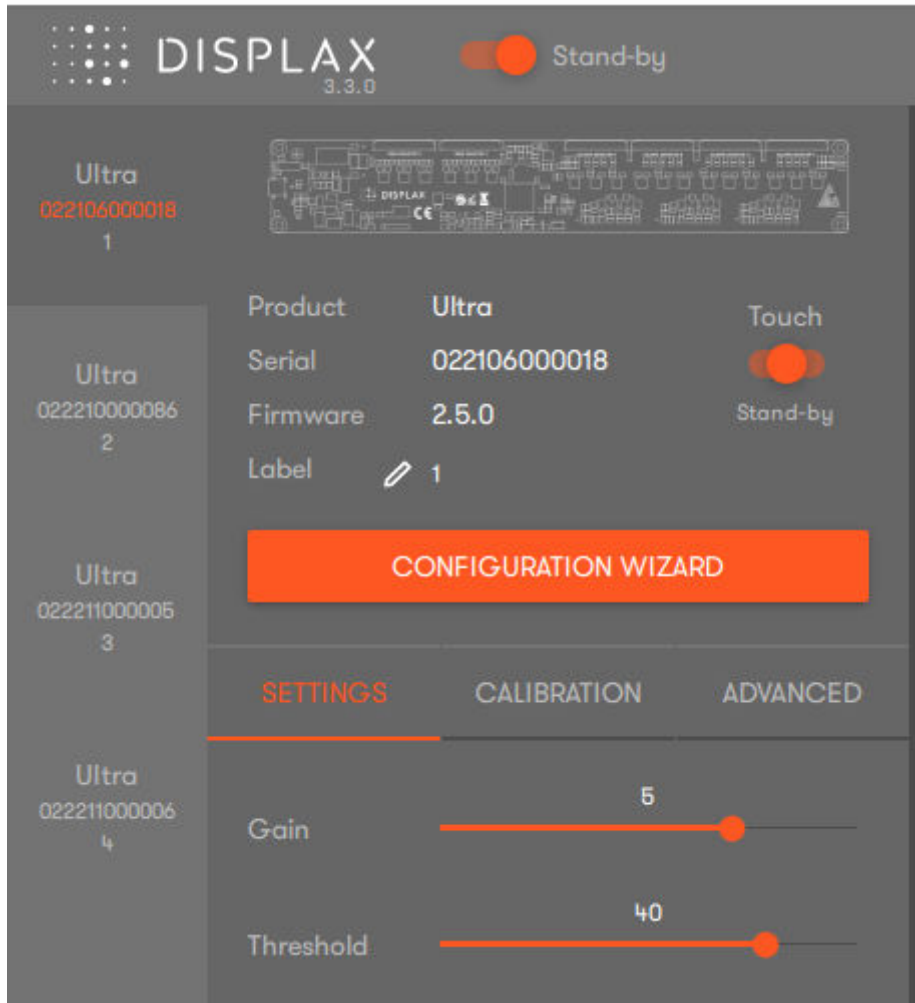 DISPLAX
3.3.0
Stand-by
Ultra
022106000018
1
Ultra
022210000086
2
Ultra
022211000005
3
Ultra
022211000006
4
DISPLAX
CE
Product Ultra
Serial 022106000018
Firmware 2.5.0
Label 1
Touch
Stand-by
CONFIGURATION WIZARD
SETTINGS CALIBRATION ADVANCED
5
Gain
40
Threshold